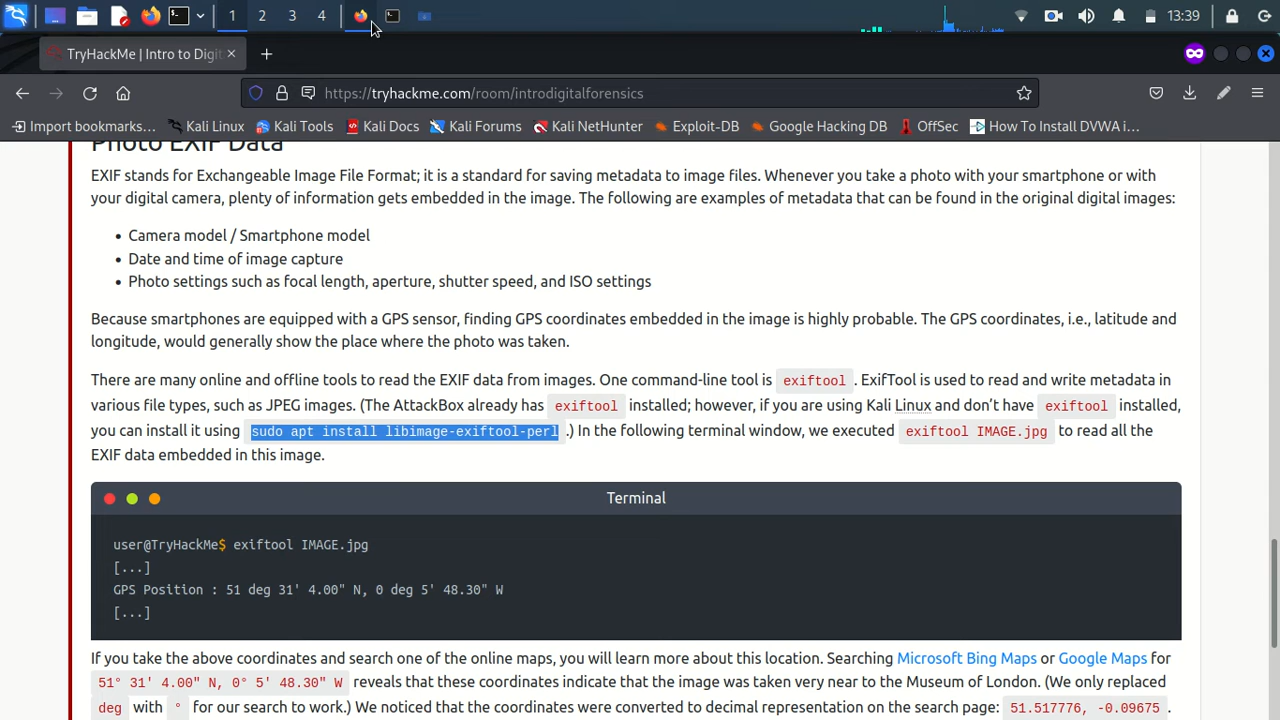 1 2 3 4 13:39
TryHackMe | Intro to Digit
https://tryhackme.com/room/introdigitalforensics
Import bookmarks... Kali Linux Kali Tools Kali Docs Kali Forums Kali NetHunter Exploit-DB Google Hacking DB OffSec How To Install DVWA i...
Photo EXIF Data
EXIF stands for Exchangeable Image File Format; it is a standard for saving metadata to image files. Whenever you take a photo with your smartphone or with
your digital camera, plenty of information gets embedded in the image. The following are examples of metadata that can be found in the original digital images:
• Camera model / Smartphone model
• Date and time of image capture
• Photo settings such as focal length, aperture, shutter speed, and ISO settings
Because smartphones are equipped with a GPS sensor, finding GPS coordinates embedded in the image is highly probable. The GPS coordinates, i.e., latitude and
longitude, would generally show the place where the photo was taken.
There are many online and offline tools to read the EXIF data from images. One command-line tool is exiftool . ExifTool is used to read and write metadata in
various file types, such as JPEG images. (The AttackBox already has exiftool installed; however, if you are using Kali Linux and don’t have exiftool installed,
you can install it using sudo apt install libimage-exiftool-perl .) In the following terminal window, we executed exiftool IMAGE.jpg to read all the
EXIF data embedded in this image.
Terminal
user@TryHackMe$ exiftool IMAGE.jpg
[...]
GPS Position : 51 deg 31' 4.00" N, 0 deg 5' 48.30" W
[...]
If you take the above coordinates and search one of the online maps, you will learn more about this location. Searching Microsoft Bing Maps or Google Maps for
51° 31' 4.00" N, 0° 5' 48.30" W reveals that these coordinates indicate that the image was taken very near to the Museum of London. (We only replaced
deg with ° for our search to work.) We noticed that the coordinates were converted to decimal representation on the search page: 51.517776, -0.09675 .